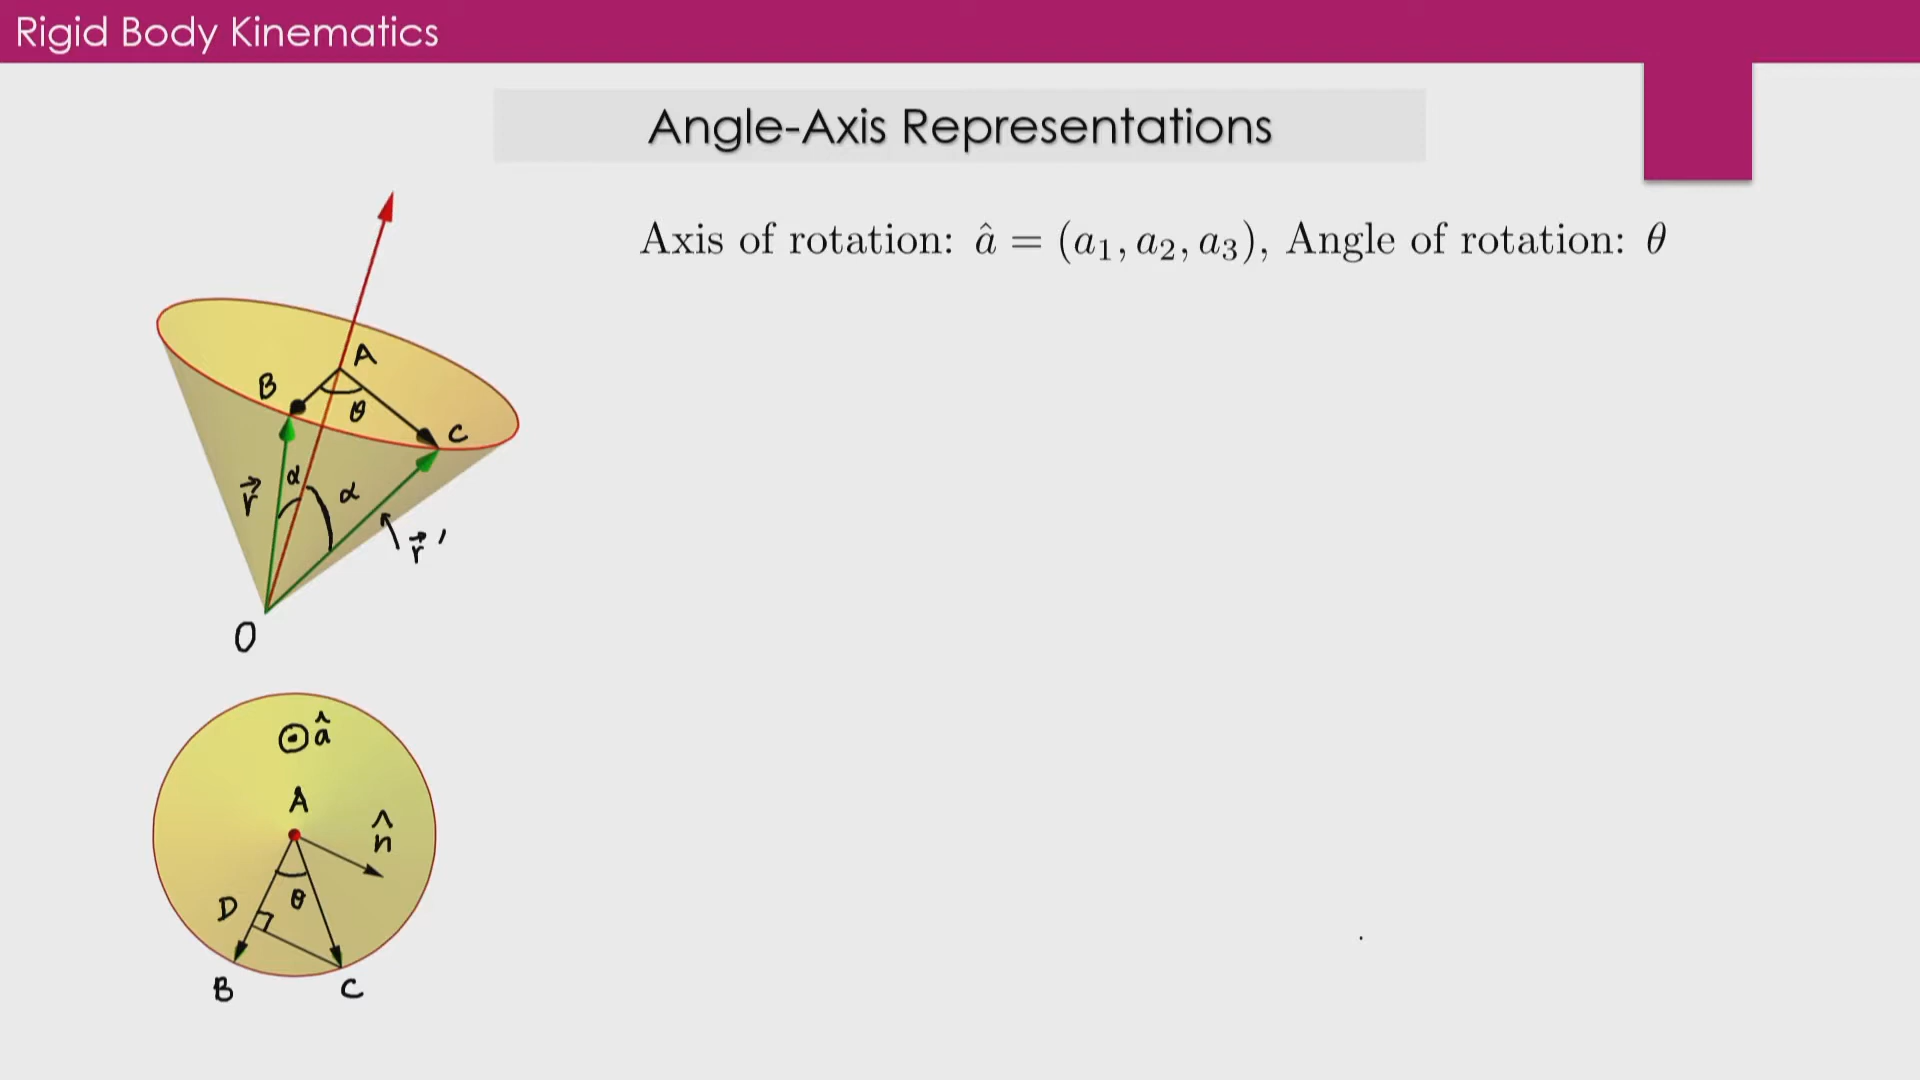 Rigid Body Kinematics
Angle-Axis Representations
Axis of rotation: â = (a₁, a₂, a₃), Angle of rotation: θ
A
B
θ
C
α
α
r⃗
r⃗ ′
O
â
A
n̂
θ
D
B
C